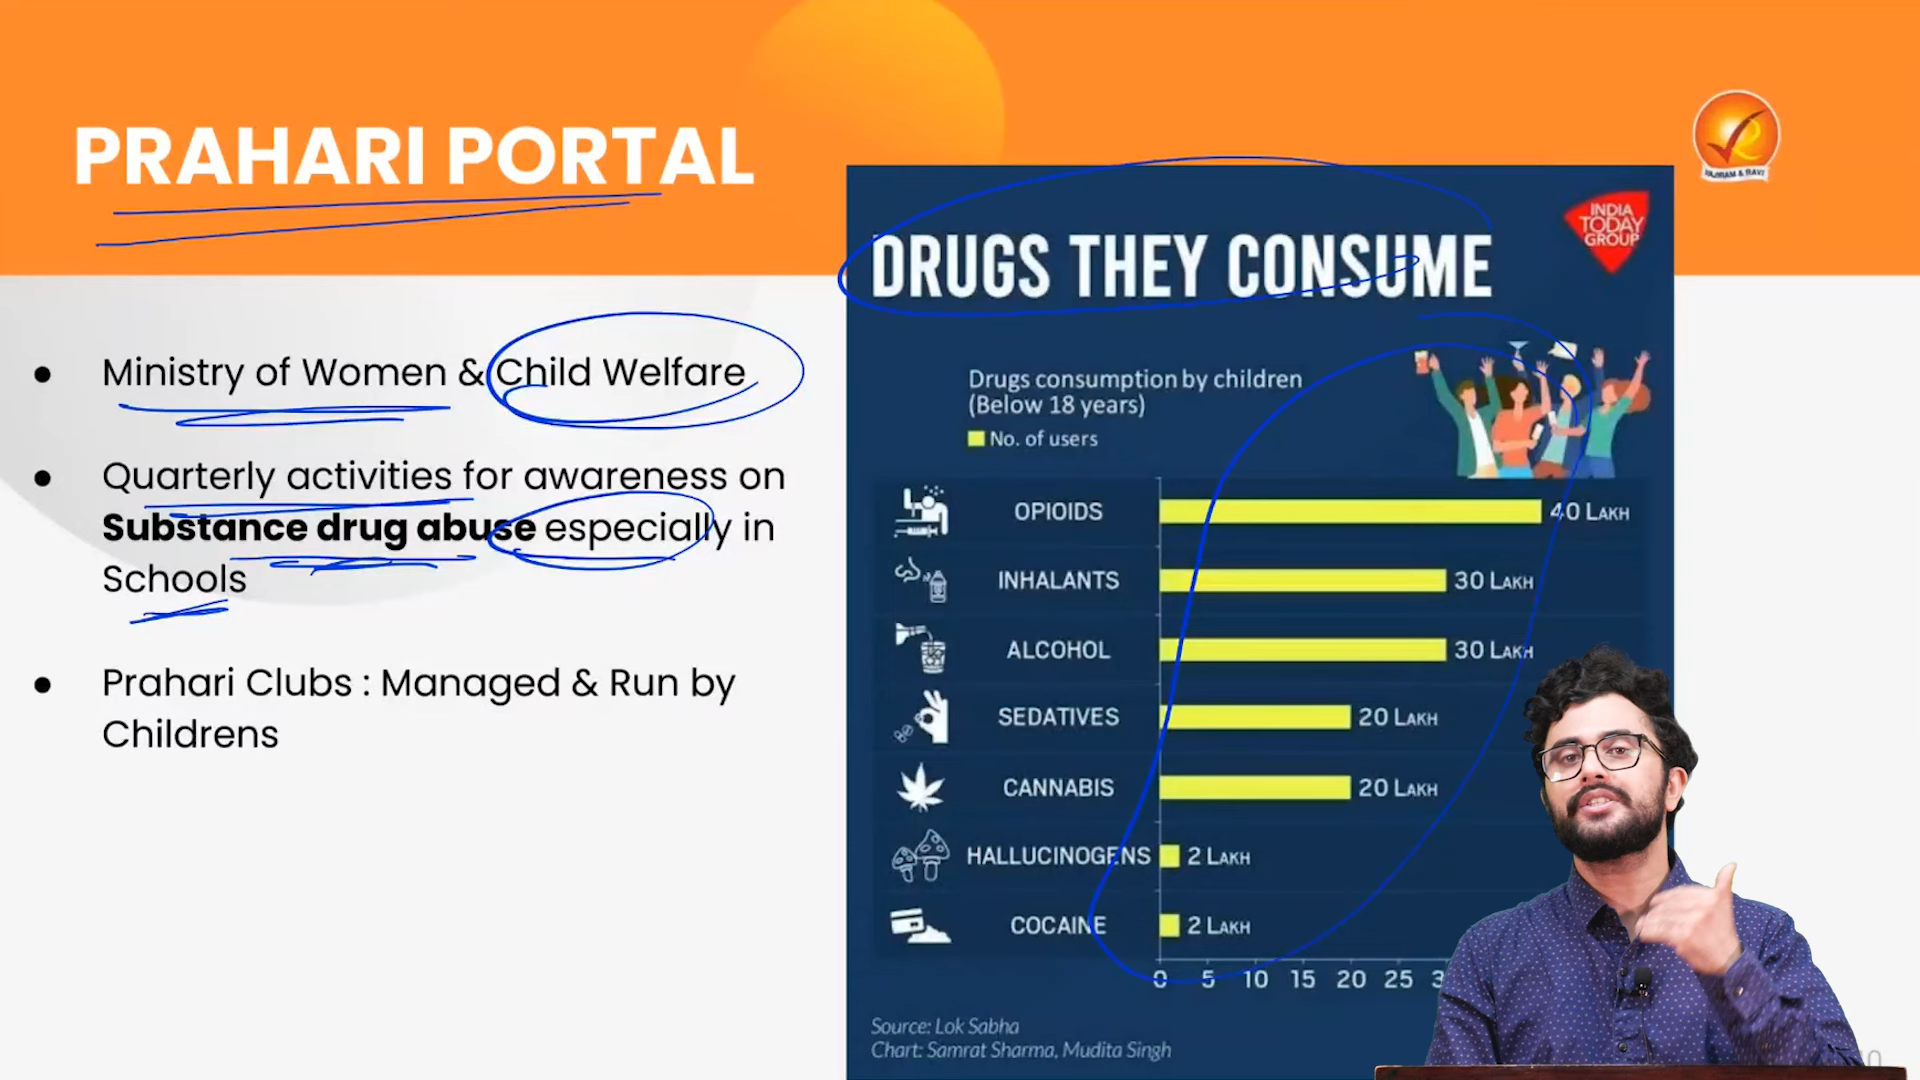 PRAHARI PORTAL
VAJIRAM & RAVI
INDIA
TODAY
GROUP
DRUGS THEY CONSUME
● Ministry of Women & Child Welfare
● Quarterly activities for awareness on
Substance drug abuse especially in
Schools
● Prahari Clubs : Managed & Run by
Childrens
Drugs consumption by children
(Below 18 years)
No. of users
OPIOIDS 40 LAKH
INHALANTS 30 LAKH
ALCOHOL 30 LAKH
SEDATIVES 20 LAKH
CANNABIS 20 LAKH
HALLUCINOGENS 2 LAKH
COCAINE 2 LAKH
0 5 10 15 20 25 3
Source: Lok Sabha
Chart: Samrat Sharma, Mudita Singh